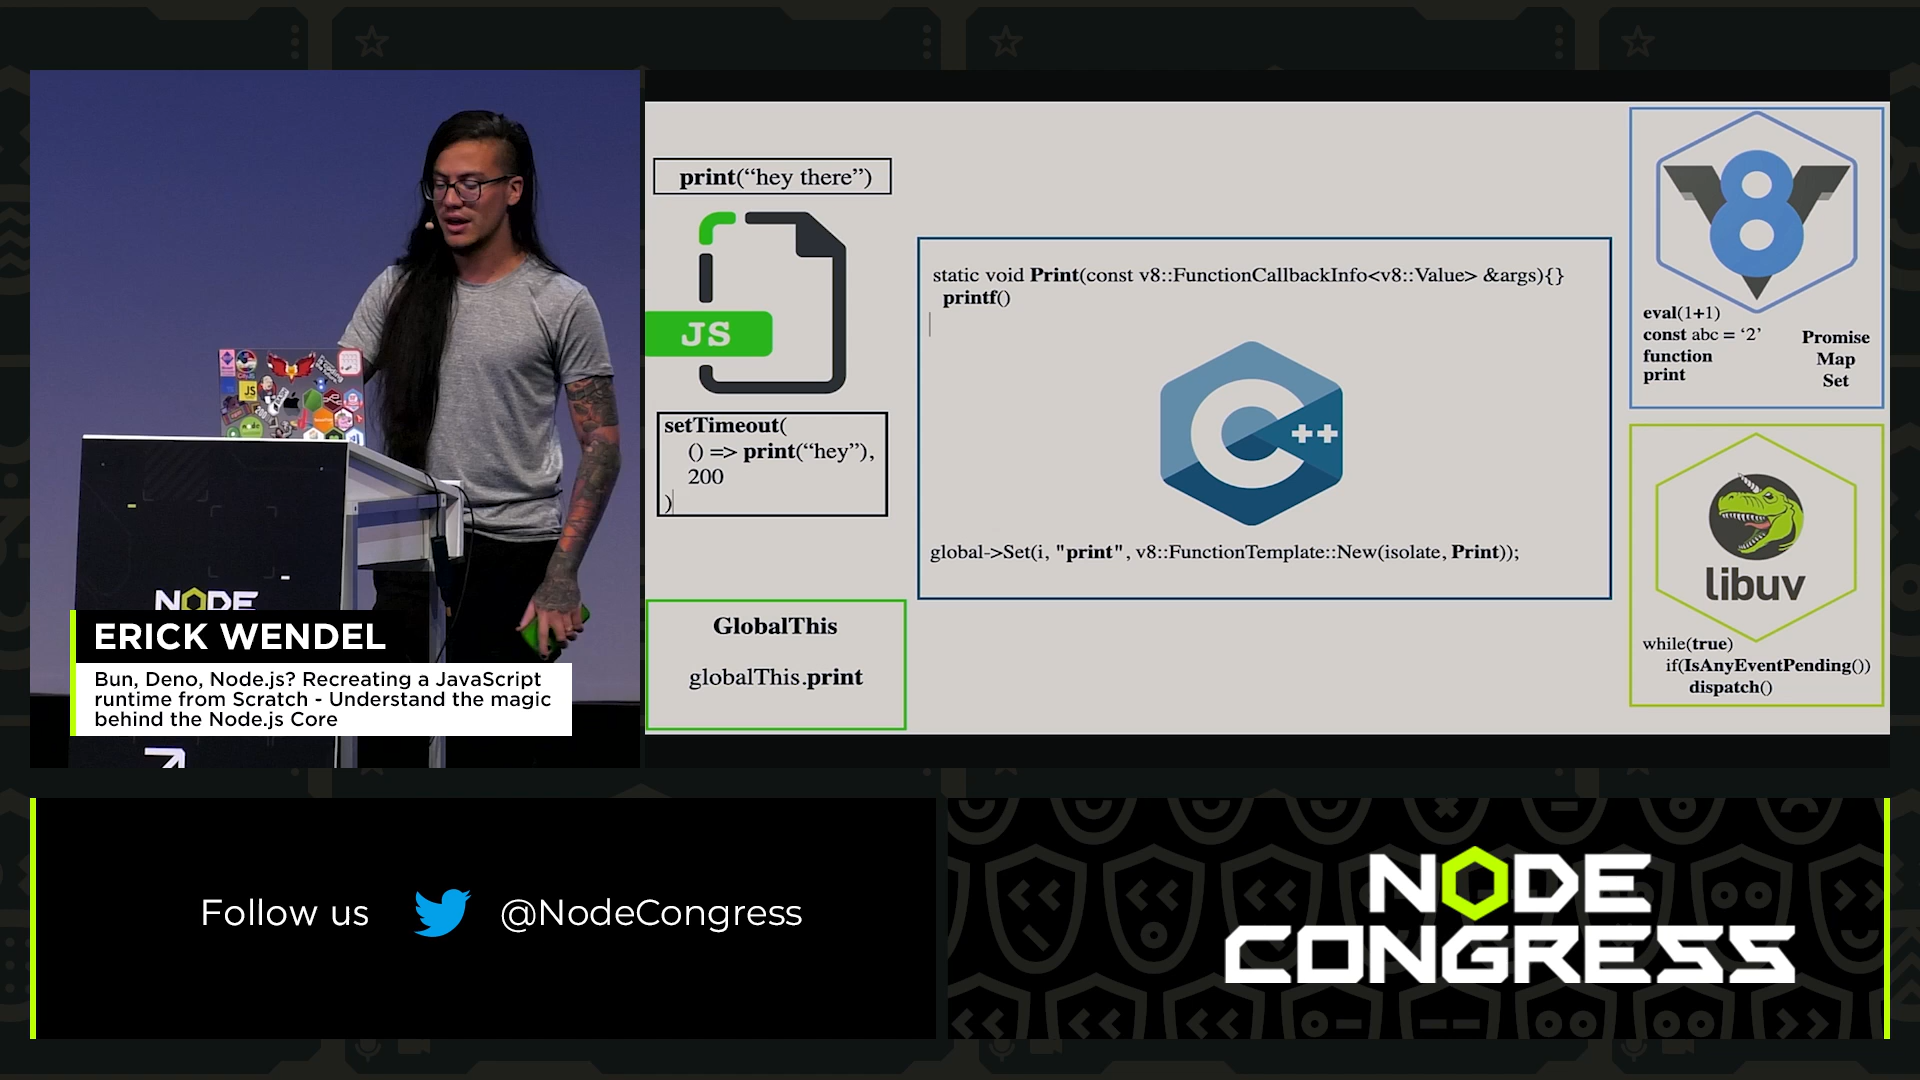 print(“hey there”)
JS
setTimeout(
() => print(“hey”),
200
)
GlobalThis
globalThis.print
static void Print(const v8::FunctionCallbackInfo<v8::Value> &args){}
printf()
C++
global->Set(i, "print", v8::FunctionTemplate::New(isolate, Print));
V8
eval(1+1)
const abc = ‘2’
function
print
Promise
Map
Set
libuv
while(true)
if(IsAnyEventPending())
dispatch()
JS
NODE
ERICK WENDEL
Bun, Deno, Node.js? Recreating a JavaScript
runtime from Scratch - Understand the magic
behind the Node.js Core
Follow us
@NodeCongress
NODE
CONGRESS